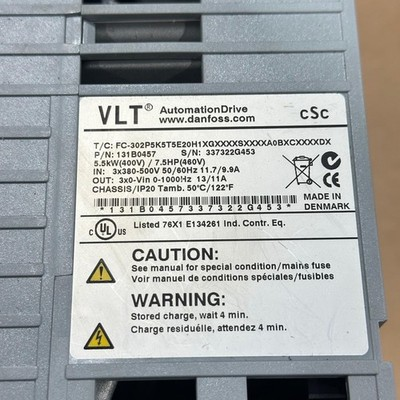 VLT® AutomationDrive
www.danfoss.com
cSc
T/C: FC-302P5K5T5E20H1XGXXXXSXXXXA0BXCXXXXDX
P/N: 131B0457 S/N: 337322G453
5.5kW(400V) / 7.5HP(460V)
IN: 3x380-500V 50/60Hz 11.7/9.9A
OUT: 3x0-Vin 0-1000Hz 13/11A
CHASSIS/IP20 Tamb. 50°C/122°F
*131B0457337322G453*
MADE IN
DENMARK
c UL US Listed 76X1 E134261 Ind. Contr. Eq.
CAUTION:
See manual for special condition/mains fuse
Voir manuel de conditions spéciales/fusibles
WARNING:
Stored charge, wait 4 min.
Charge residuélle, attendez 4 min.